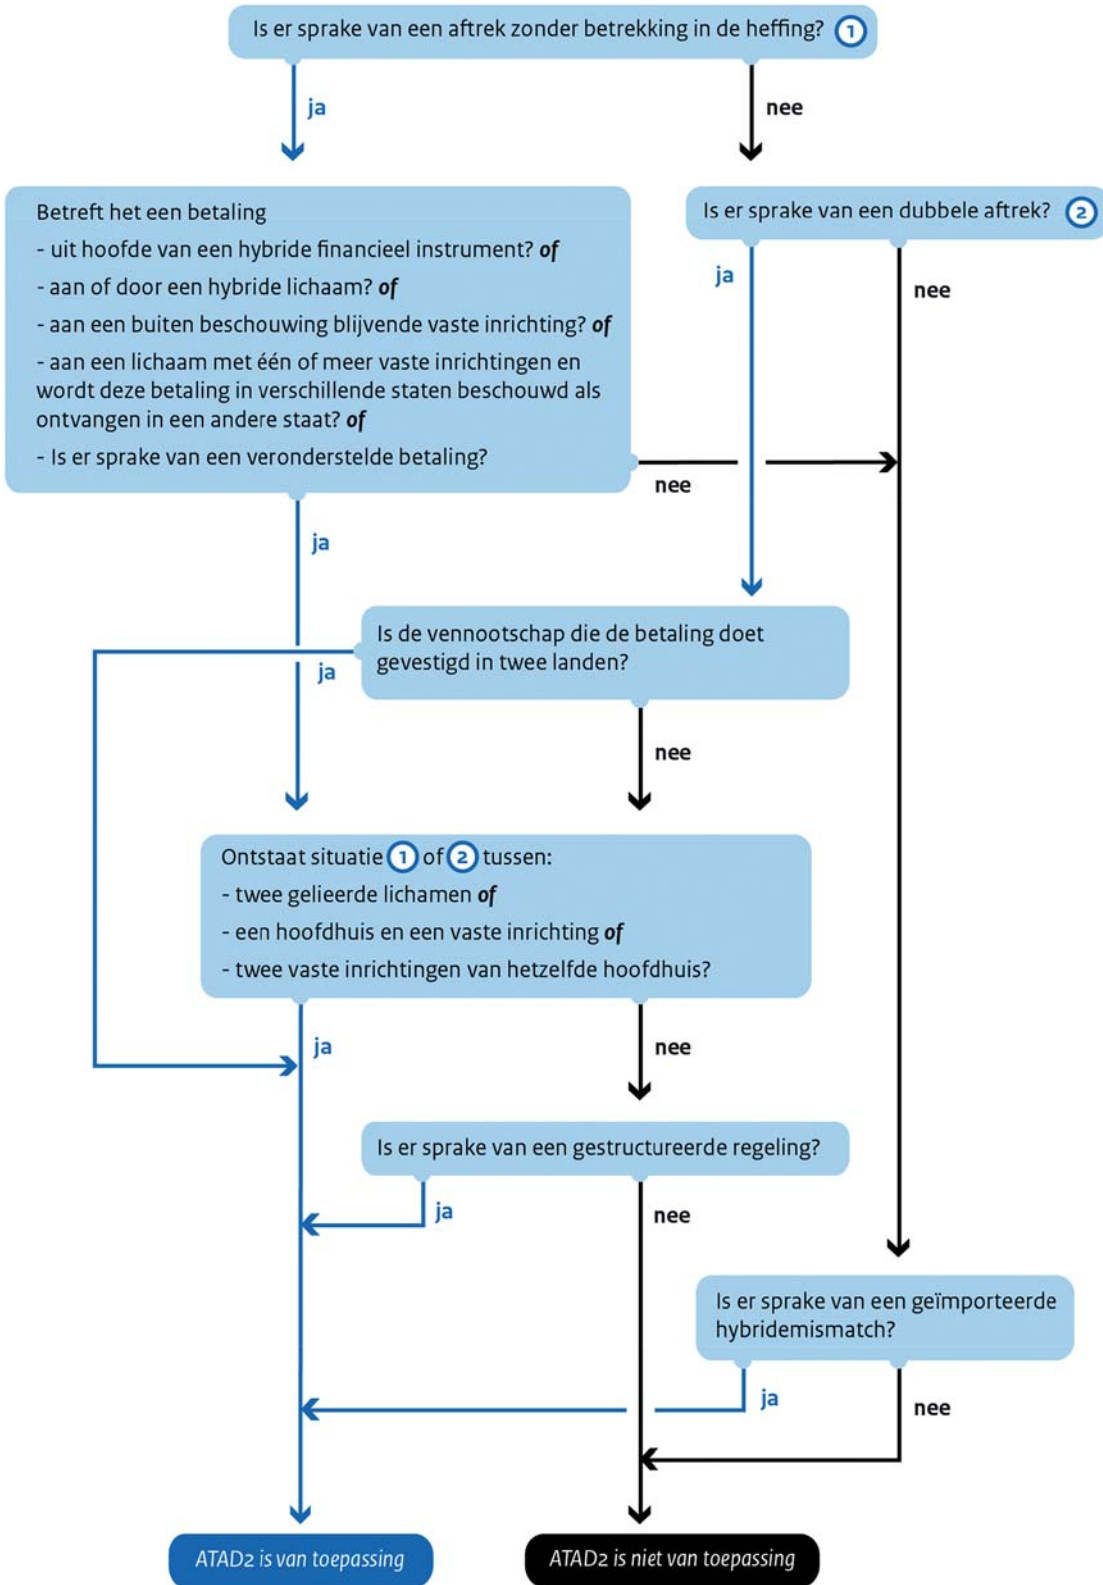 Is er sprake van een aftrek zonder betrekking in de heffing? 1
ja
nee
Betreft het een betaling
- uit hoofde van een hybride financieel instrument? of
- aan of door een hybride lichaam? of
- aan een buiten beschouwing blijvende vaste inrichting? of
- aan een lichaam met één of meer vaste inrichtingen en
wordt deze betaling in verschillende staten beschouwd als
ontvangen in een andere staat? of
- Is er sprake van een veronderstelde betaling?
Is er sprake van een dubbele aftrek? 2
ja
nee
nee
ja
Is de vennootschap die de betaling doet
gevestigd in twee landen?
ja
nee
Ontstaat situatie 1 of 2 tussen:
- twee gelieerde lichamen of
- een hoofdhuis en een vaste inrichting of
- twee vaste inrichtingen van hetzelfde hoofdhuis?
ja
nee
Is er sprake van een gestructureerde regeling?
ja
nee
Is er sprake van een geïmporteerde
hybridemismatch?
ja
nee
ATAD2 is van toepassing
ATAD2 is niet van toepassing